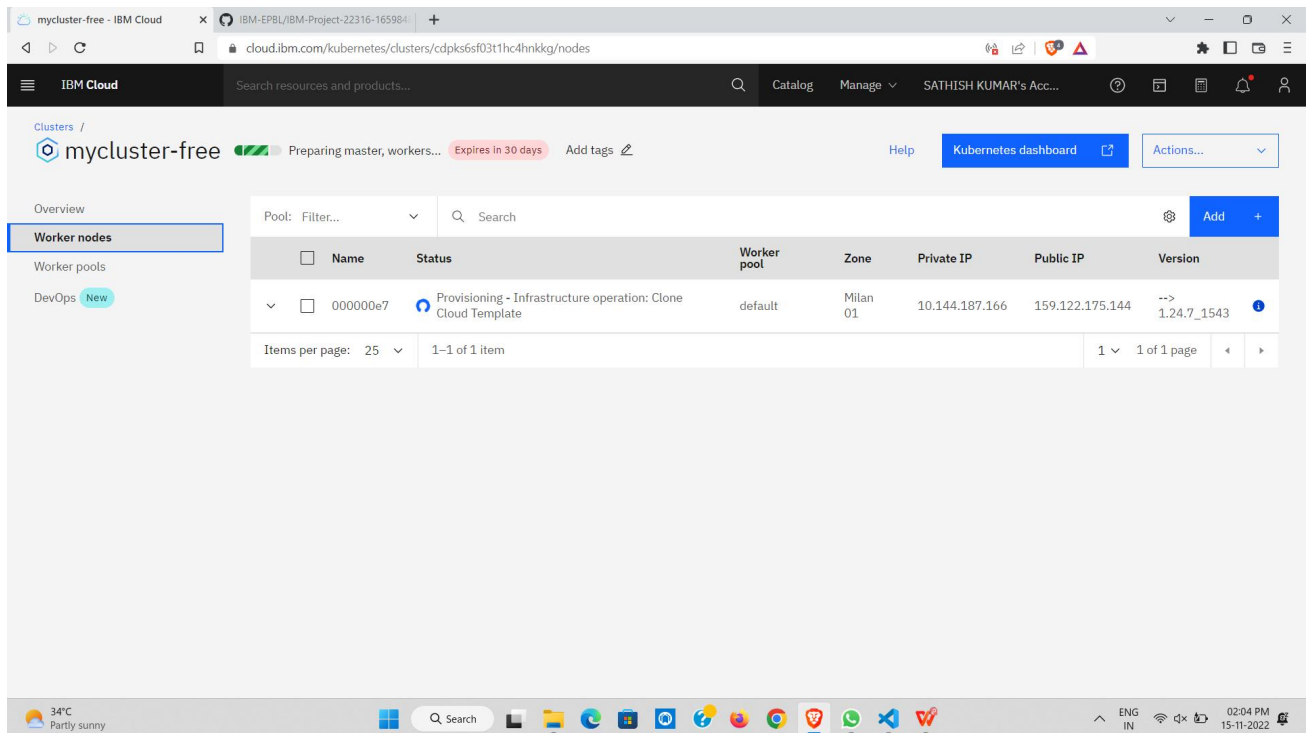 mycluster-free - IBM Cloud
IBM-EPBL/IBM-Project-22316-165984
cloud.ibm.com/kubernetes/clusters/cdpks6sf03t1hc4hnkkg/nodes
IBM Cloud
Search resources and products...
Catalog
Manage
SATHISH KUMAR's Acc...
Clusters /
mycluster-free
Preparing master, workers...
Expires in 30 days
Add tags
Help
Kubernetes dashboard
Actions...
Overview
Worker nodes
Worker pools
DevOps New
Pool: Filter...
Search
Add +
Name
Status
Worker
pool
Zone
Private IP
Public IP
Version
000000e7
Provisioning - Infrastructure operation: Clone
Cloud Template
default
Milan
01
10.144.187.166
159.122.175.144
-->
1.24.7_1543
Items per page: 25
1–1 of 1 item
1
1 of 1 page
34°C
Partly sunny
Search
ENG
IN
02:04 PM
15-11-2022